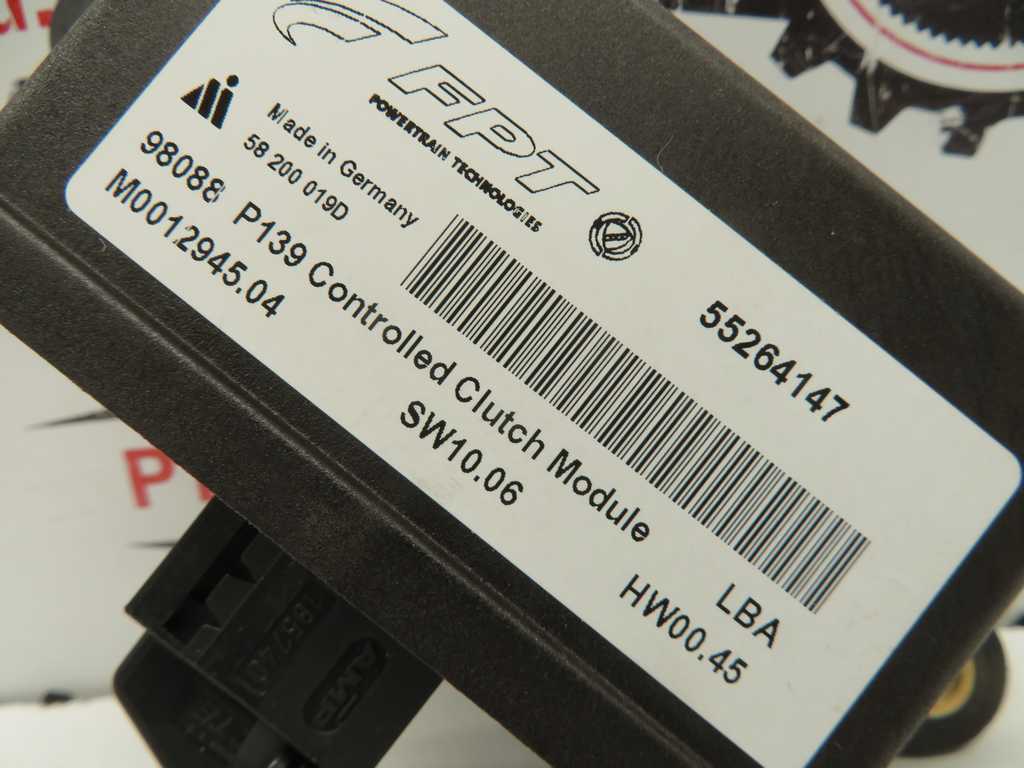 FPT
POWERTRAIN TECHNOLOGIES
Made in Germany
58 200 019D
55264147
98088 P139 Controlled Clutch Module LBA
M0012945.04 SW10.06 HW00.45
AMP